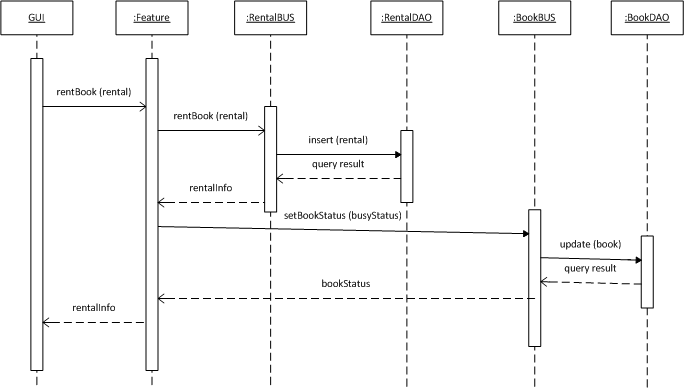 GUI
:Feature
:RentalBUS
:RentalDAO
:BookBUS
:BookDAO
rentBook (rental)
rentBook (rental)
insert (rental)
query result
rentalInfo
setBookStatus (busyStatus)
update (book)
query result
bookStatus
rentalInfo